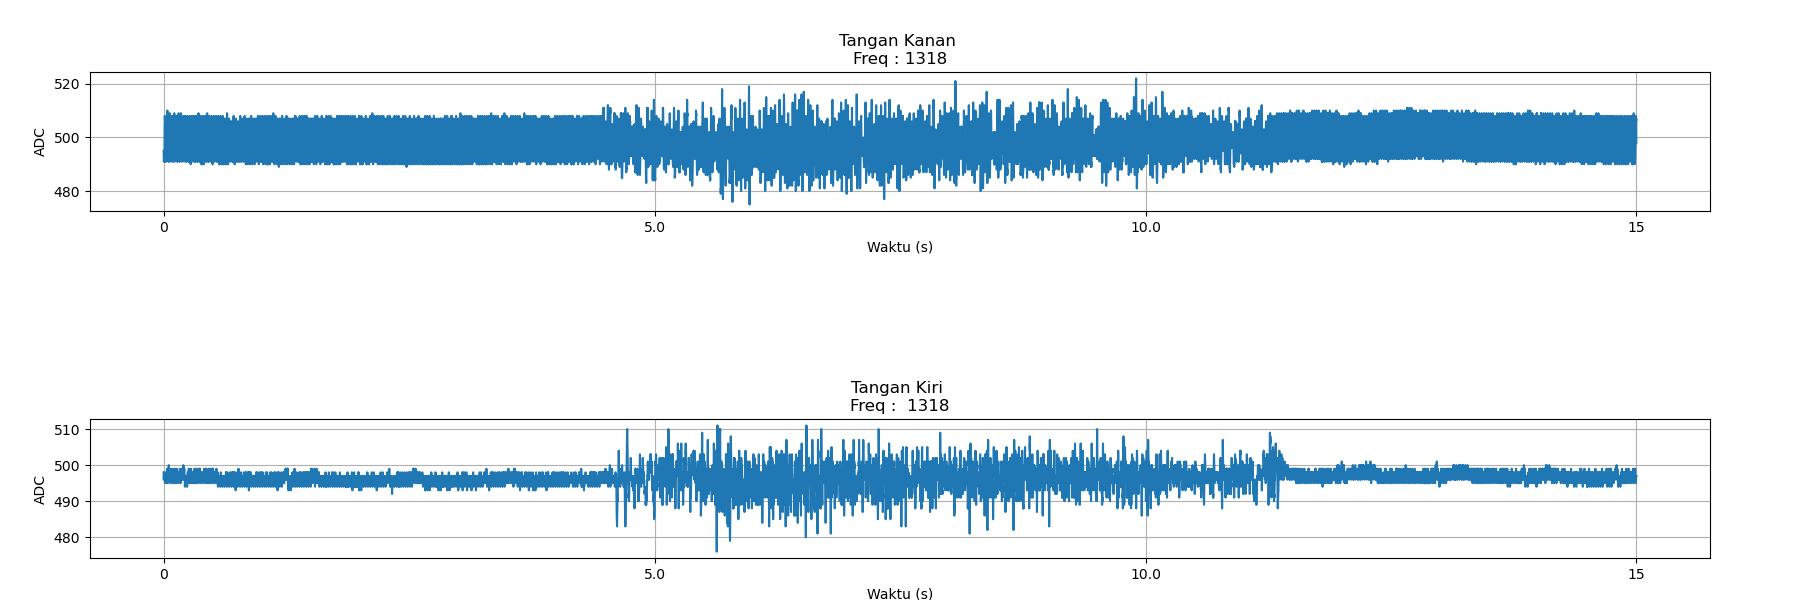 Tangan Kanan
Freq : 1318
520
500
480
ADC
0 5.0 10.0 15
Waktu (s)
Tangan Kiri
Freq :  1318
510
500
490
480
ADC
0 5.0 10.0 15
Waktu (s)